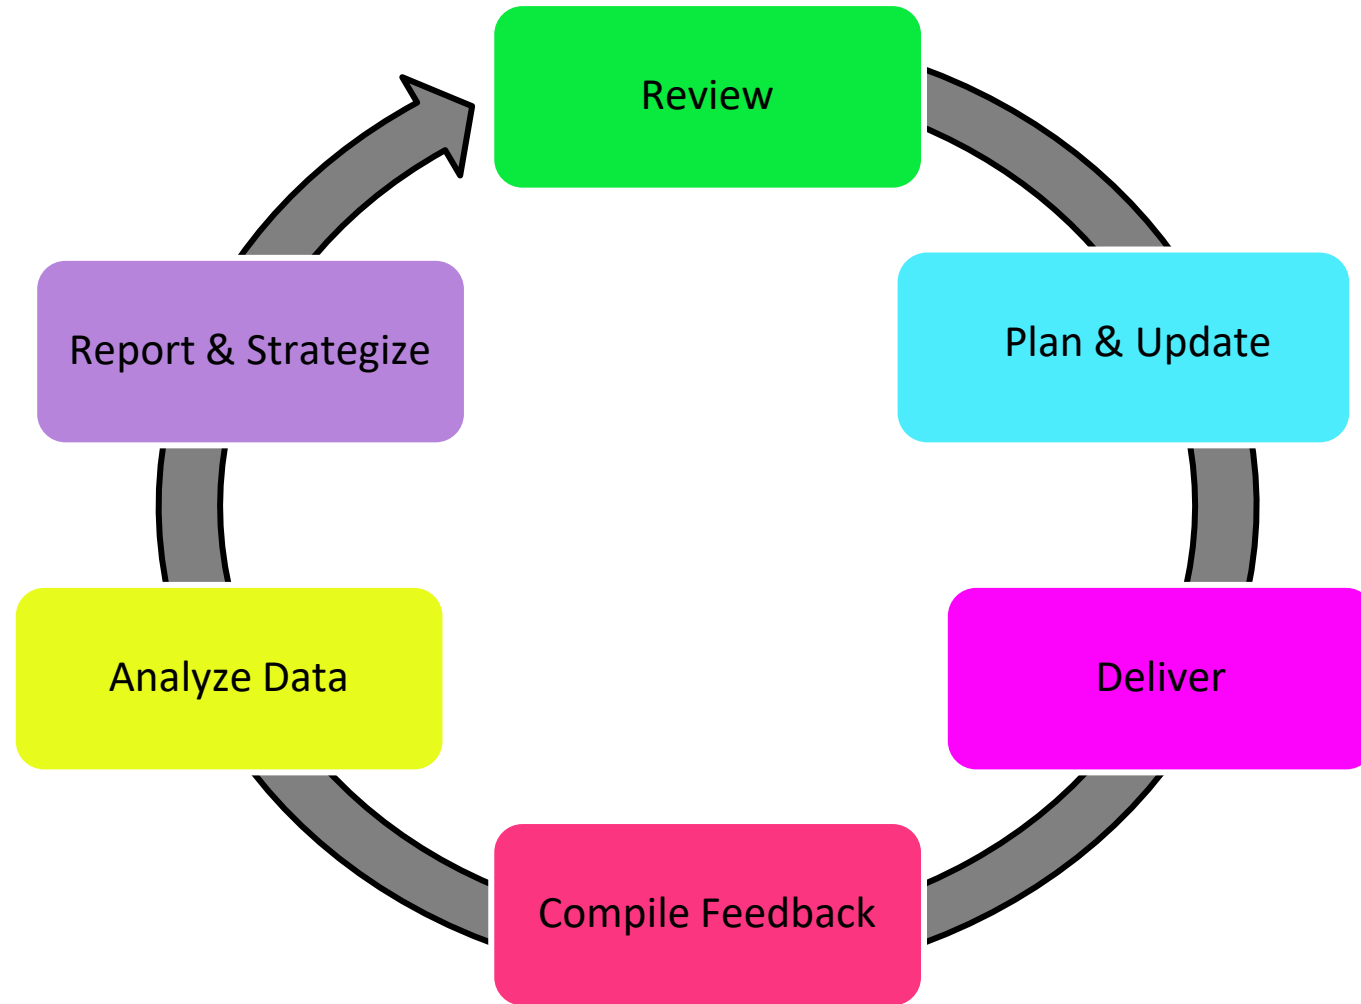 Review
Plan & Update
Deliver
Compile Feedback
Analyze Data
Report & Strategize